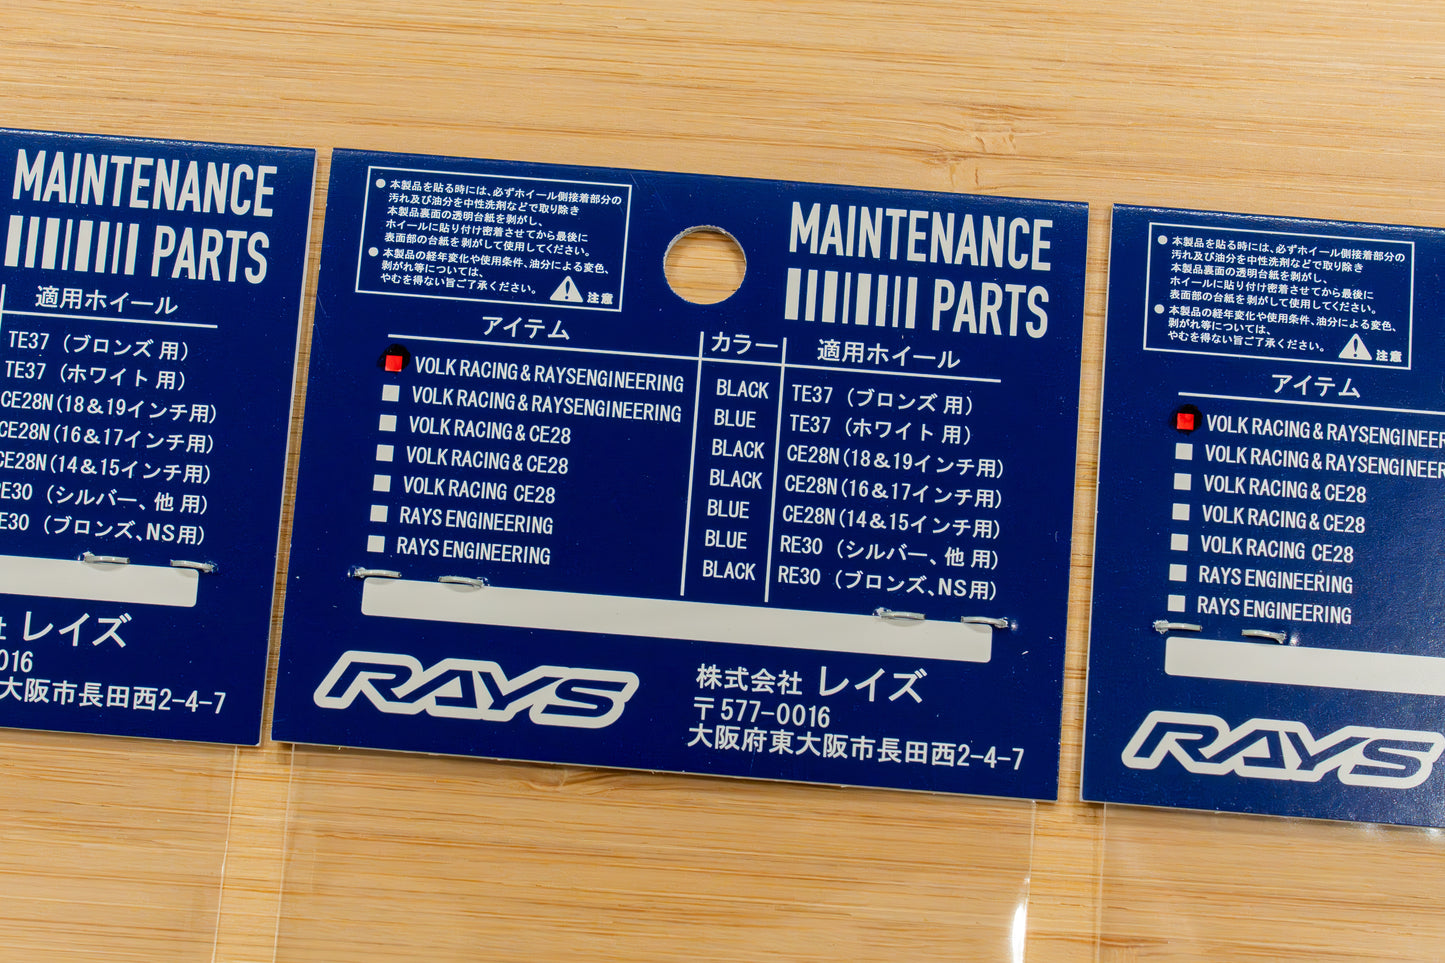 MAINTENANCE
PARTS
適用ホイール
TE37（ブロンズ 用）
TE37（ホワイト 用）
CE28N(18&19インチ用)
CE28N(16&17インチ用)
CE28N(14&15インチ用)
RE30（シルバー、他 用）
RE30（ブロンズ、NS用）
レイズ
0016
大阪市長田西2-4-7
●本製品を貼る時には、必ずホイール側接着部分の
汚れ及び油分を中性洗剤などで取り除き
本製品裏面の透明台紙を剥がし、
ホイールに貼り付け密着させてから最後に
表面部の台紙を剥がして使用してください。
●本製品の経年変化や使用条件、油分による変色、
剥がれ等については、
やむを得ない旨ご了承ください。
注意
MAINTENANCE
PARTS
アイテム カラー 適用ホイール
VOLK RACING & RAYSENGINEERING BLACK TE37（ブロンズ 用）
VOLK RACING & RAYSENGINEERING BLUE TE37（ホワイト 用）
VOLK RACING & CE28 BLACK CE28N(18&19インチ用)
VOLK RACING & CE28 BLACK CE28N(16&17インチ用)
VOLK RACING CE28 BLUE CE28N(14&15インチ用)
RAYS ENGINEERING BLUE RE30（シルバー、他 用）
RAYS ENGINEERING BLACK RE30（ブロンズ、NS用）
RAYS
株式会社 レイズ
〒577-0016
大阪府東大阪市長田西2-4-7
●本製品を貼る時には、必ずホイール側接着部分の
汚れ及び油分を中性洗剤などで取り除き
本製品裏面の透明台紙を剥がし、
ホイールに貼り付け密着させてから最後に
表面部の台紙を剥がして使用してください。
●本製品の経年変化や使用条件、油分による変色、
剥がれ等については、
やむを得ない旨ご了承ください。
注意
アイテム
VOLK RACING & RAYSENGINEER
VOLK RACING & RAYSENGINEER
VOLK RACING & CE28
VOLK RACING & CE28
VOLK RACING CE28
RAYS ENGINEERING
RAYS ENGINEERING
RAYS